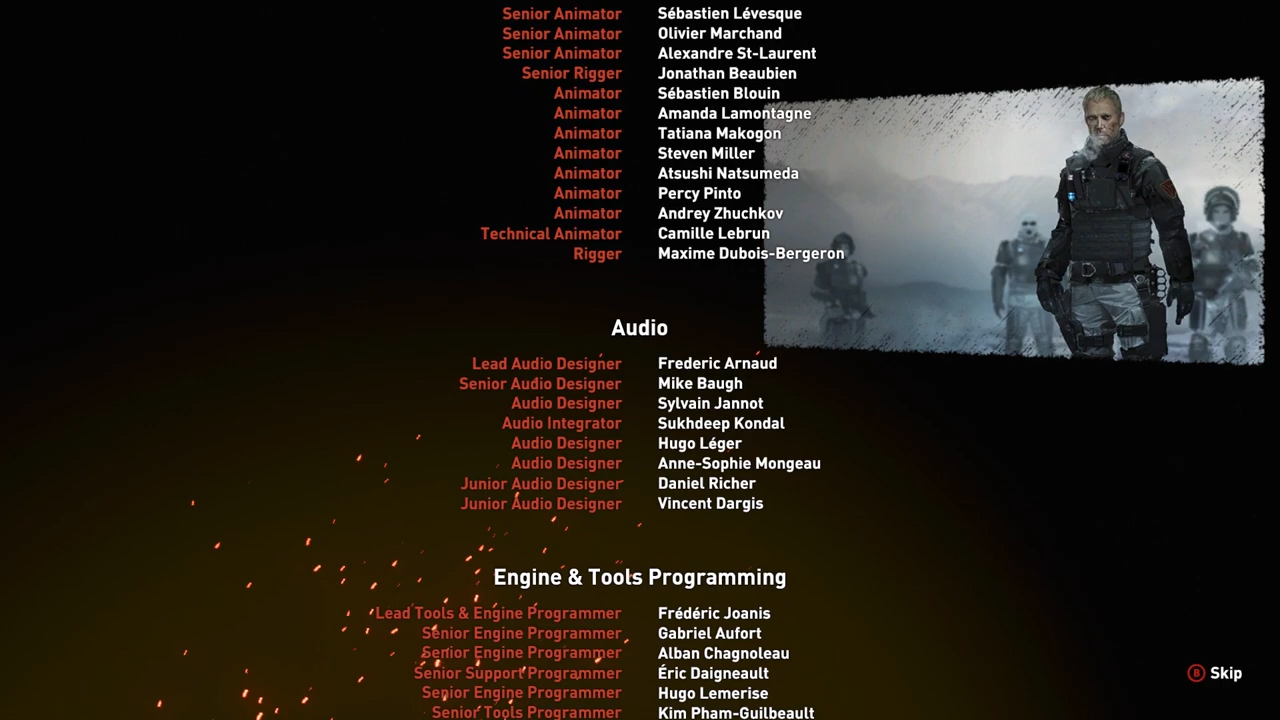 Senior Animator Sébastien Lévesque
Senior Animator Olivier Marchand
Senior Animator Alexandre St-Laurent
Senior Rigger Jonathan Beaubien
Animator Sébastien Blouin
Animator Amanda Lamontagne
Animator Tatiana Makogon
Animator Steven Miller
Animator Atsushi Natsumeda
Animator Percy Pinto
Animator Andrey Zhuchkov
Technical Animator Camille Lebrun
Rigger Maxime Dubois-Bergeron
Audio
Lead Audio Designer Frederic Arnaud
Senior Audio Designer Mike Baugh
Audio Designer Sylvain Jannot
Audio Integrator Sukhdeep Kondal
Audio Designer Hugo Léger
Audio Designer Anne-Sophie Mongeau
Junior Audio Designer Daniel Richer
Junior Audio Designer Vincent Dargis
Engine & Tools Programming
Lead Tools & Engine Programmer Frédéric Joanis
Senior Engine Programmer Gabriel Aufort
Senior Engine Programmer Alban Chagnoleau
Senior Support Programmer Éric Daigneault
B Skip
Senior Engine Programmer Hugo Lemerise
Senior Tools Programmer Kim Pham-Guilbeault